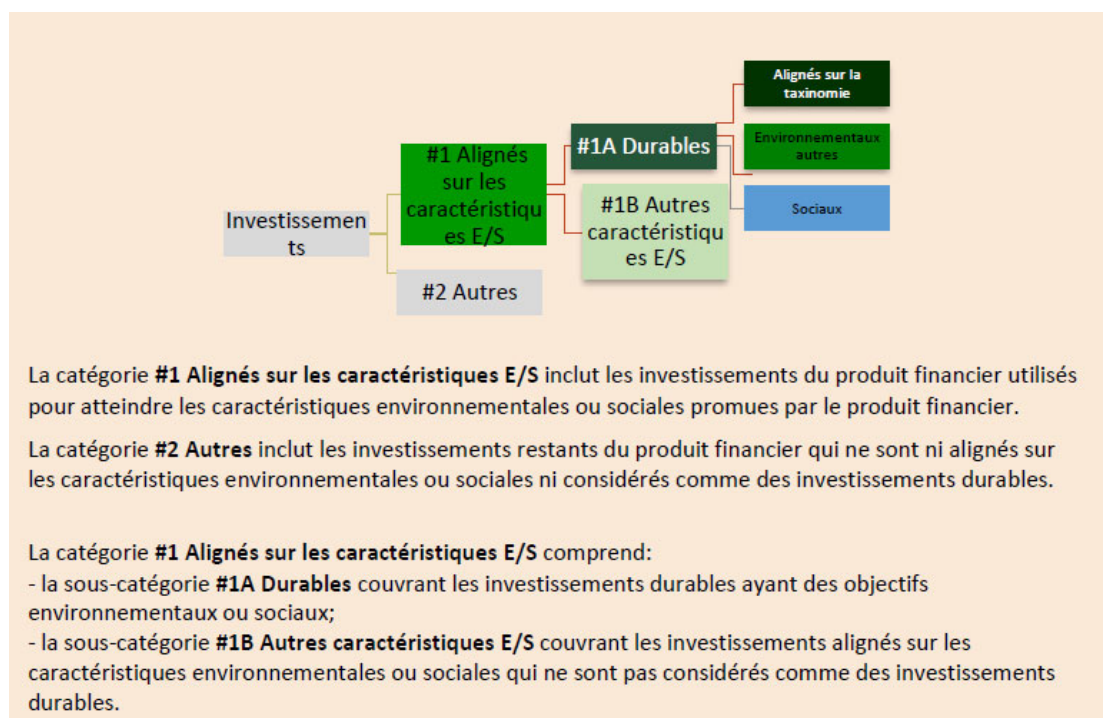 Alignés sur la
taxinomie
#1A Durables
Environnementaux
autres
#1 Alignés
sur les
caractéristiqu
es E/S
#1B Autres
caractéristiqu
es E/S
Sociaux
Investissemen
ts
#2 Autres
La catégorie #1 Alignés sur les caractéristiques E/S inclut les investissements du produit financier utilisés
pour atteindre les caractéristiques environnementales ou sociales promues par le produit financier.
La catégorie #2 Autres inclut les investissements restants du produit financier qui ne sont ni alignés sur
les caractéristiques environnementales ou sociales ni considérés comme des investissements durables.
La catégorie #1 Alignés sur les caractéristiques E/S comprend:
- la sous-catégorie #1A Durables couvrant les investissements durables ayant des objectifs
environnementaux ou sociaux;
- la sous-catégorie #1B Autres caractéristiques E/S couvrant les investissements alignés sur les
caractéristiques environnementales ou sociales qui ne sont pas considérés comme des investissements
durables.